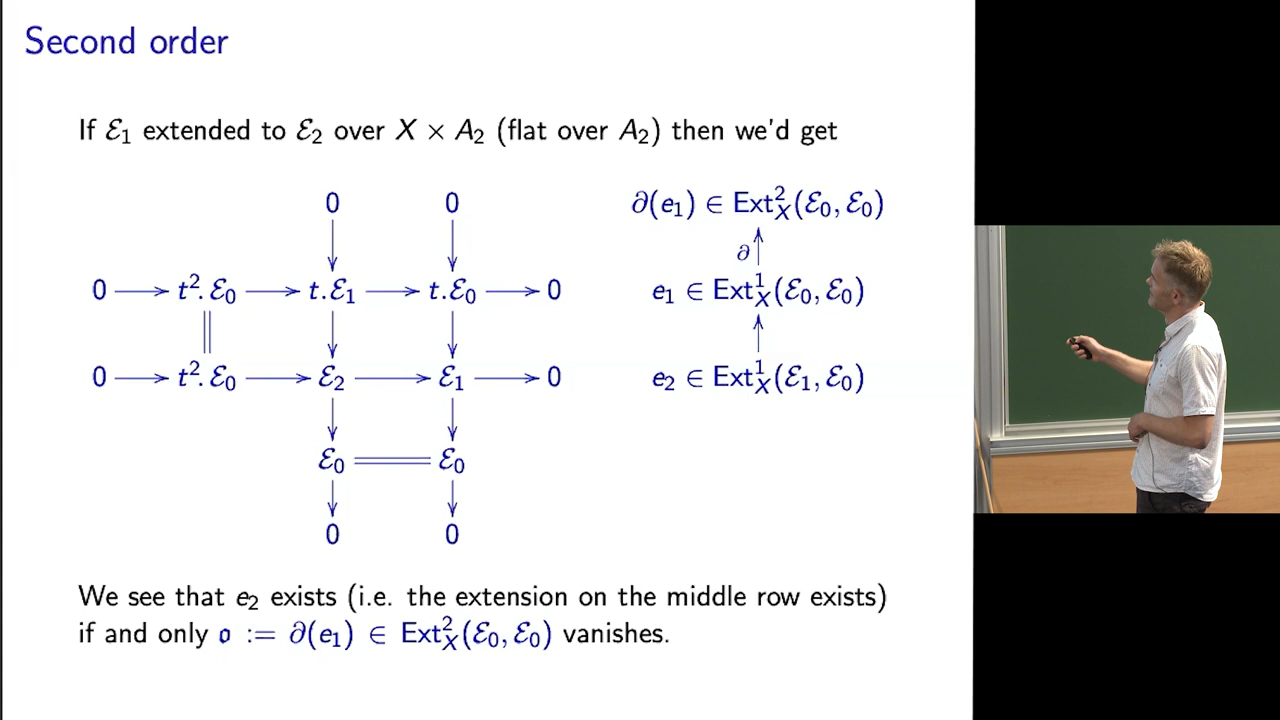 Second order
If ℰ₁ extended to ℰ₂ over X × A₂ (flat over A₂) then we'd get
0 0 ∂(e₁) ∈ Ext²_X(ℰ₀, ℰ₀)
∂
0 → t².ℰ₀ → t.ℰ₁ → t.ℰ₀ → 0 e₁ ∈ Ext¹_X(ℰ₀, ℰ₀)
0 → t².ℰ₀ → ℰ₂ → ℰ₁ → 0 e₂ ∈ Ext¹_X(ℰ₁, ℰ₀)
ℰ₀ ═ ℰ₀
0 0
We see that e₂ exists (i.e. the extension on the middle row exists)
if and only 𝔬 := ∂(e₁) ∈ Ext²_X(ℰ₀, ℰ₀) vanishes.